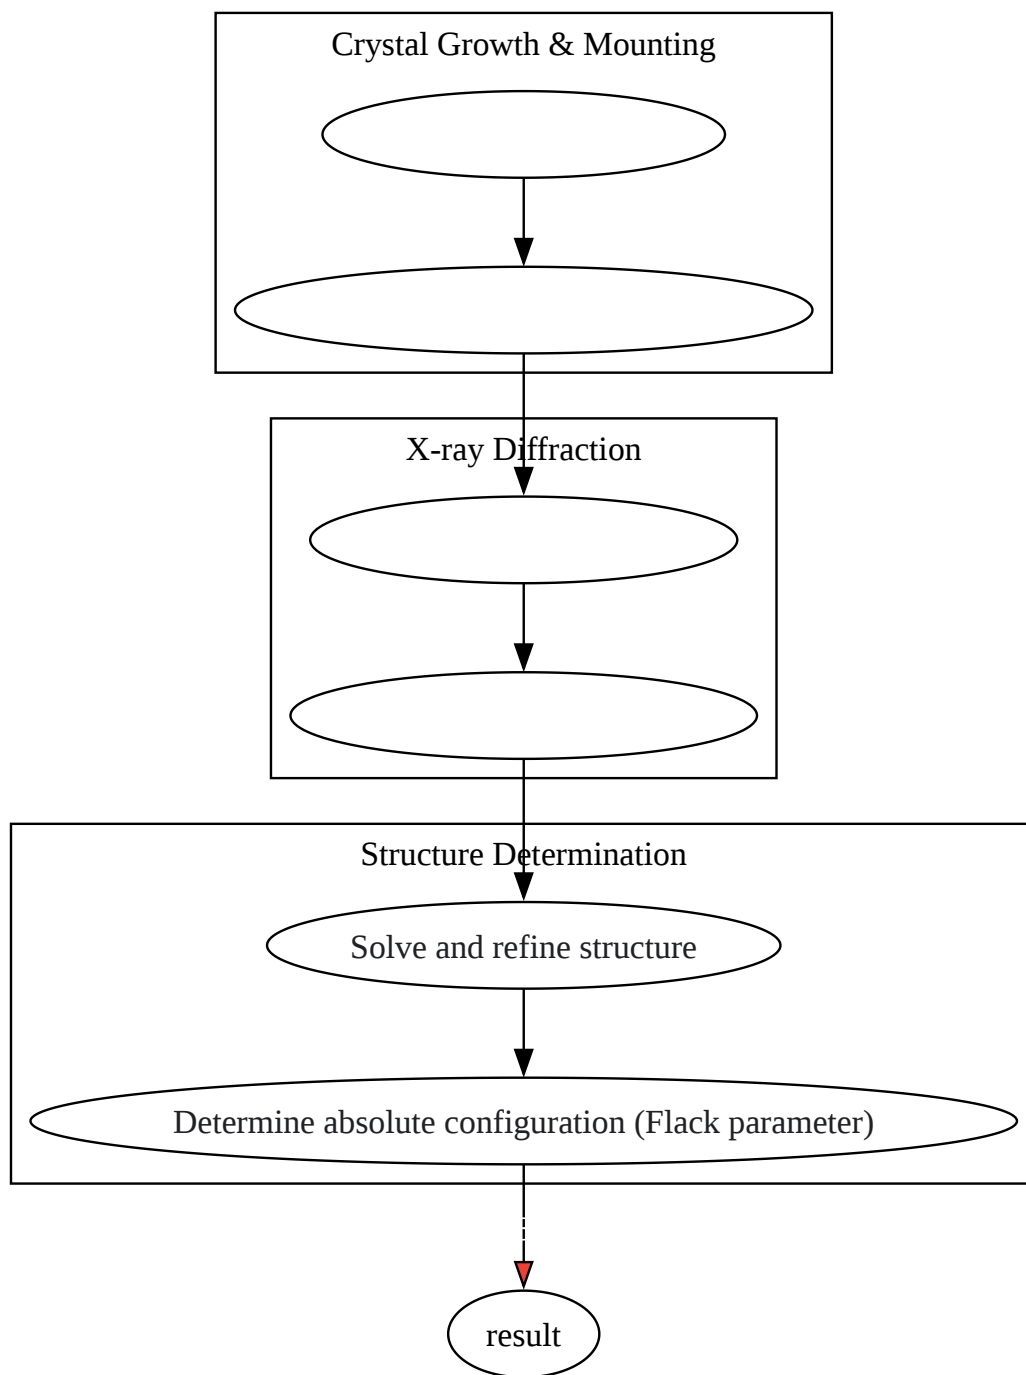 Crystal Growth & Mounting
X-ray Diffraction
Structure Determination
Solve and refine structure
Determine absolute configuration (Flack parameter)
result